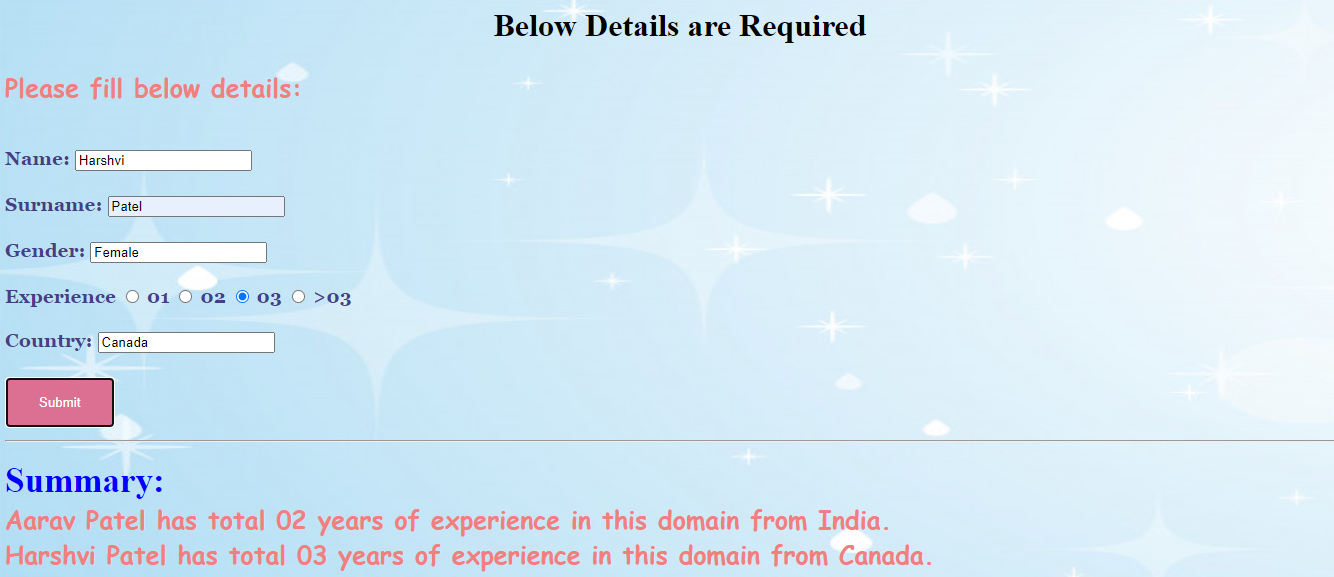 Below Details are Required
Please fill below details:
Name: Harshvi
Surname: Patel
Gender: Female
Experience 01 02 03 >03
Country: Canada
Submit
Summary:
Aarav Patel has total 02 years of experience in this domain from India.
Harshvi Patel has total 03 years of experience in this domain from Canada.